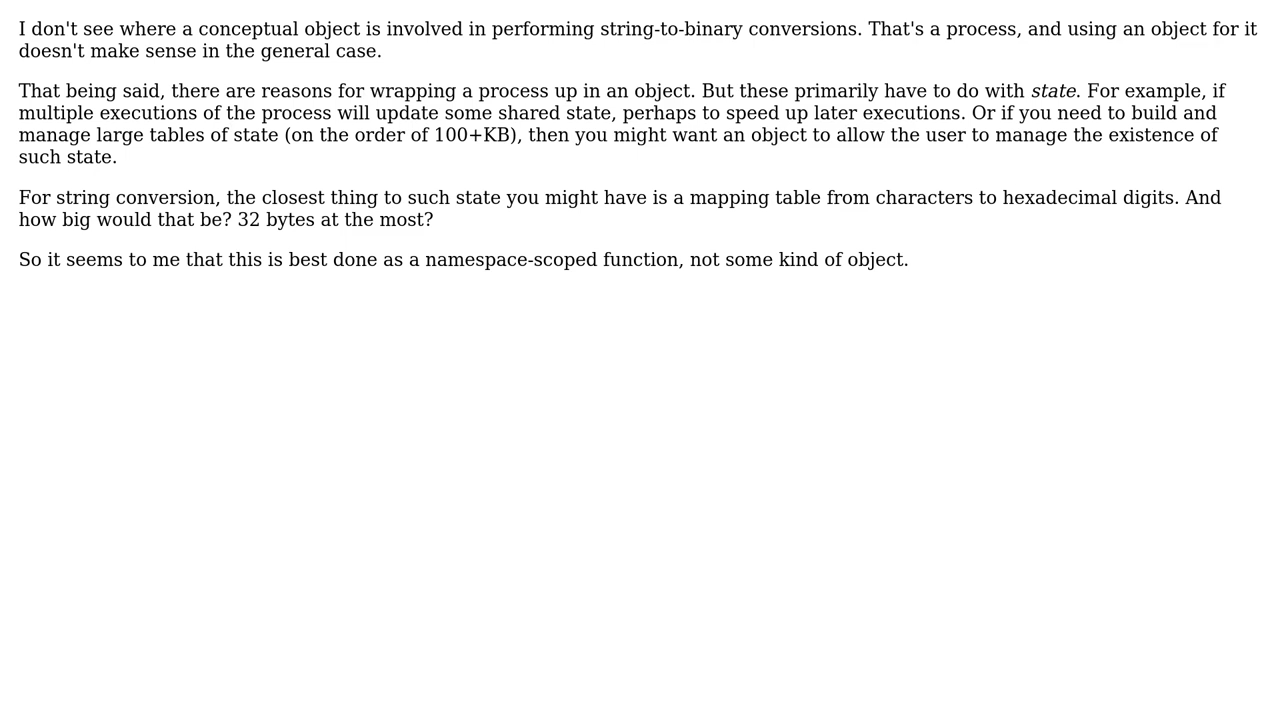 I don't see where a conceptual object is involved in performing string-to-binary conversions. That's a process, and using an object for it
doesn't make sense in the general case.
That being said, there are reasons for wrapping a process up in an object. But these primarily have to do with state. For example, if
multiple executions of the process will update some shared state, perhaps to speed up later executions. Or if you need to build and
manage large tables of state (on the order of 100+KB), then you might want an object to allow the user to manage the existence of
such state.
For string conversion, the closest thing to such state you might have is a mapping table from characters to hexadecimal digits. And
how big would that be? 32 bytes at the most?
So it seems to me that this is best done as a namespace-scoped function, not some kind of object.